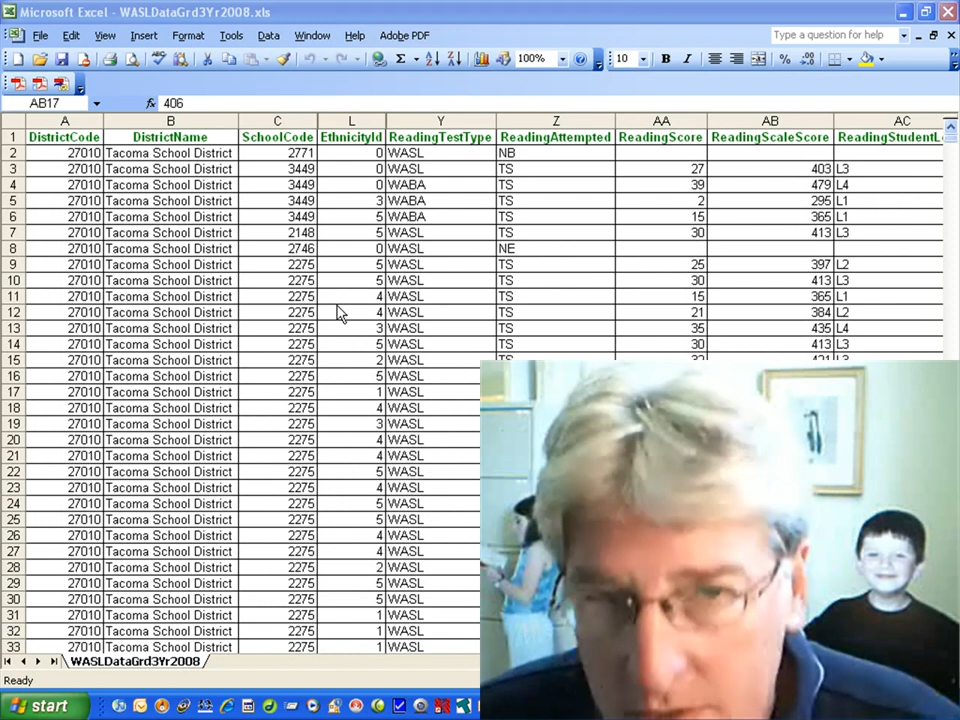 Microsoft Excel - WASLDataGrd3Yr2008.xls
File Edit View Insert Format Tools Data Window Help Adobe PDF Type a question for help
100% 10 B I
AB17 fx 406
A B C L Y Z AA AB AC
1 DistrictCode DistrictName SchoolCode EthnicityId ReadingTestType ReadingAttempted ReadingScore ReadingScaleScore ReadingStudentL
2 27010 Tacoma School District 2771 0 WASL NB
3 27010 Tacoma School District 3449 0 WASL TS 27 403 L3
4 27010 Tacoma School District 3449 0 WABA TS 39 479 L4
5 27010 Tacoma School District 3449 3 WABA TS 2 295 L1
6 27010 Tacoma School District 3449 5 WABA TS 15 365 L1
7 27010 Tacoma School District 2148 5 WASL TS 30 413 L3
8 27010 Tacoma School District 2746 0 WASL NE
9 27010 Tacoma School District 2275 5 WASL TS 25 397 L2
10 27010 Tacoma School District 2275 5 WASL TS 30 413 L3
11 27010 Tacoma School District 2275 4 WASL TS 15 365 L1
12 27010 Tacoma School District 2275 4 WASL TS 21 384 L2
13 27010 Tacoma School District 2275 3 WASL TS 35 435 L4
14 27010 Tacoma School District 2275 5 WASL TS 30 413 L3
15 27010 Tacoma School District 2275 2 WASL TS
16 27010 Tacoma School District 2275 5 WASL
17 27010 Tacoma School District 2275 1 WASL
18 27010 Tacoma School District 2275 4 WASL
19 27010 Tacoma School District 2275 3 WASL
20 27010 Tacoma School District 2275 4 WASL
21 27010 Tacoma School District 2275 4 WASL
22 27010 Tacoma School District 2275 5 WASL
23 27010 Tacoma School District 2275 4 WASL
24 27010 Tacoma School District 2275 5 WASL
25 27010 Tacoma School District 2275 5 WASL
26 27010 Tacoma School District 2275 4 WASL
27 27010 Tacoma School District 2275 4 WASL
28 27010 Tacoma School District 2275 2 WASL
29 27010 Tacoma School District 2275 5 WASL
30 27010 Tacoma School District 2275 5 WASL
31 27010 Tacoma School District 2275 1 WASL
32 27010 Tacoma School District 2275 1 WASL
33 27010 Tacoma School District 2275 1 WASL
WASLDataGrd3Yr2008
Ready
start